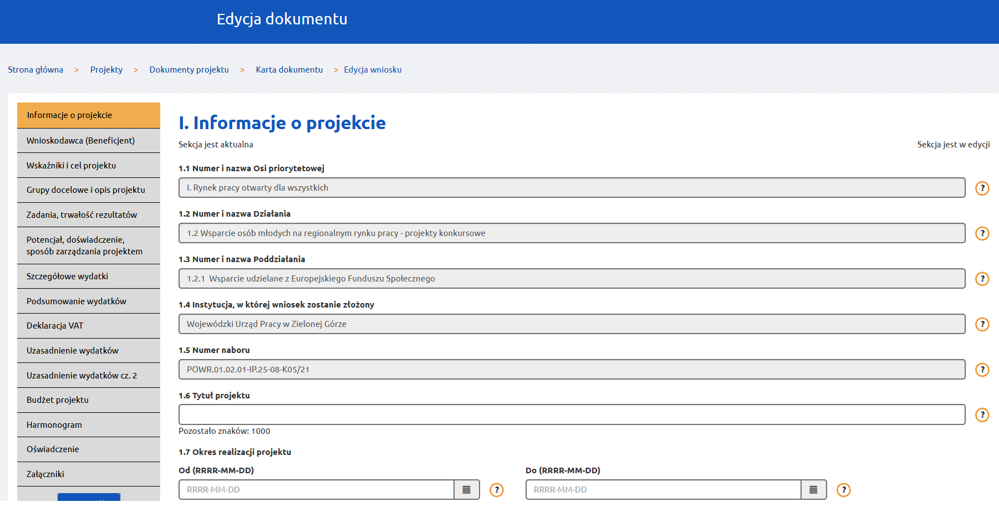 Edycja dokumentu
Strona główna > Projekty > Dokumenty projektu > Karta dokumentu > Edycja wniosku
Informacje o projekcie
Wnioskodawca (Beneficjent)
Wskaźniki i cel projektu
Grupy docelowe i opis projektu
Zadania, trwałość rezultatów
Potencjał, doświadczenie,
sposób zarządzania projektem
Szczegółowe wydatki
Podsumowanie wydatków
Deklaracja VAT
Uzasadnienie wydatków
Uzasadnienie wydatków cz. 2
Budżet projektu
Harmonogram
Oświadczenie
Załączniki
I. Informacje o projekcie
Sekcja jest aktualna
Sekcja jest w edycji
1.1 Numer i nazwa Osi priorytetowej
I. Rynek pracy otwarty dla wszystkich ?
1.2 Numer i nazwa Działania
1.2 Wsparcie osób młodych na regionalnym rynku pracy - projekty konkursowe ?
1.3 Numer i nazwa Poddziałania
1.2.1 Wsparcie udzielane z Europejskiego Funduszu Społecznego ?
1.4 Instytucja, w której wniosek zostanie złożony
Wojewódzki Urząd Pracy w Zielonej Górze ?
1.5 Numer naboru
POWR.01.02.01-IP.25-08-K05/21 ?
1.6 Tytuł projektu
?
Pozostało znaków: 1000
1.7 Okres realizacji projektu
Od (RRRR-MM-DD)
RRRR-MM-DD ?
Do (RRRR-MM-DD)
RRRR-MM-DD ?